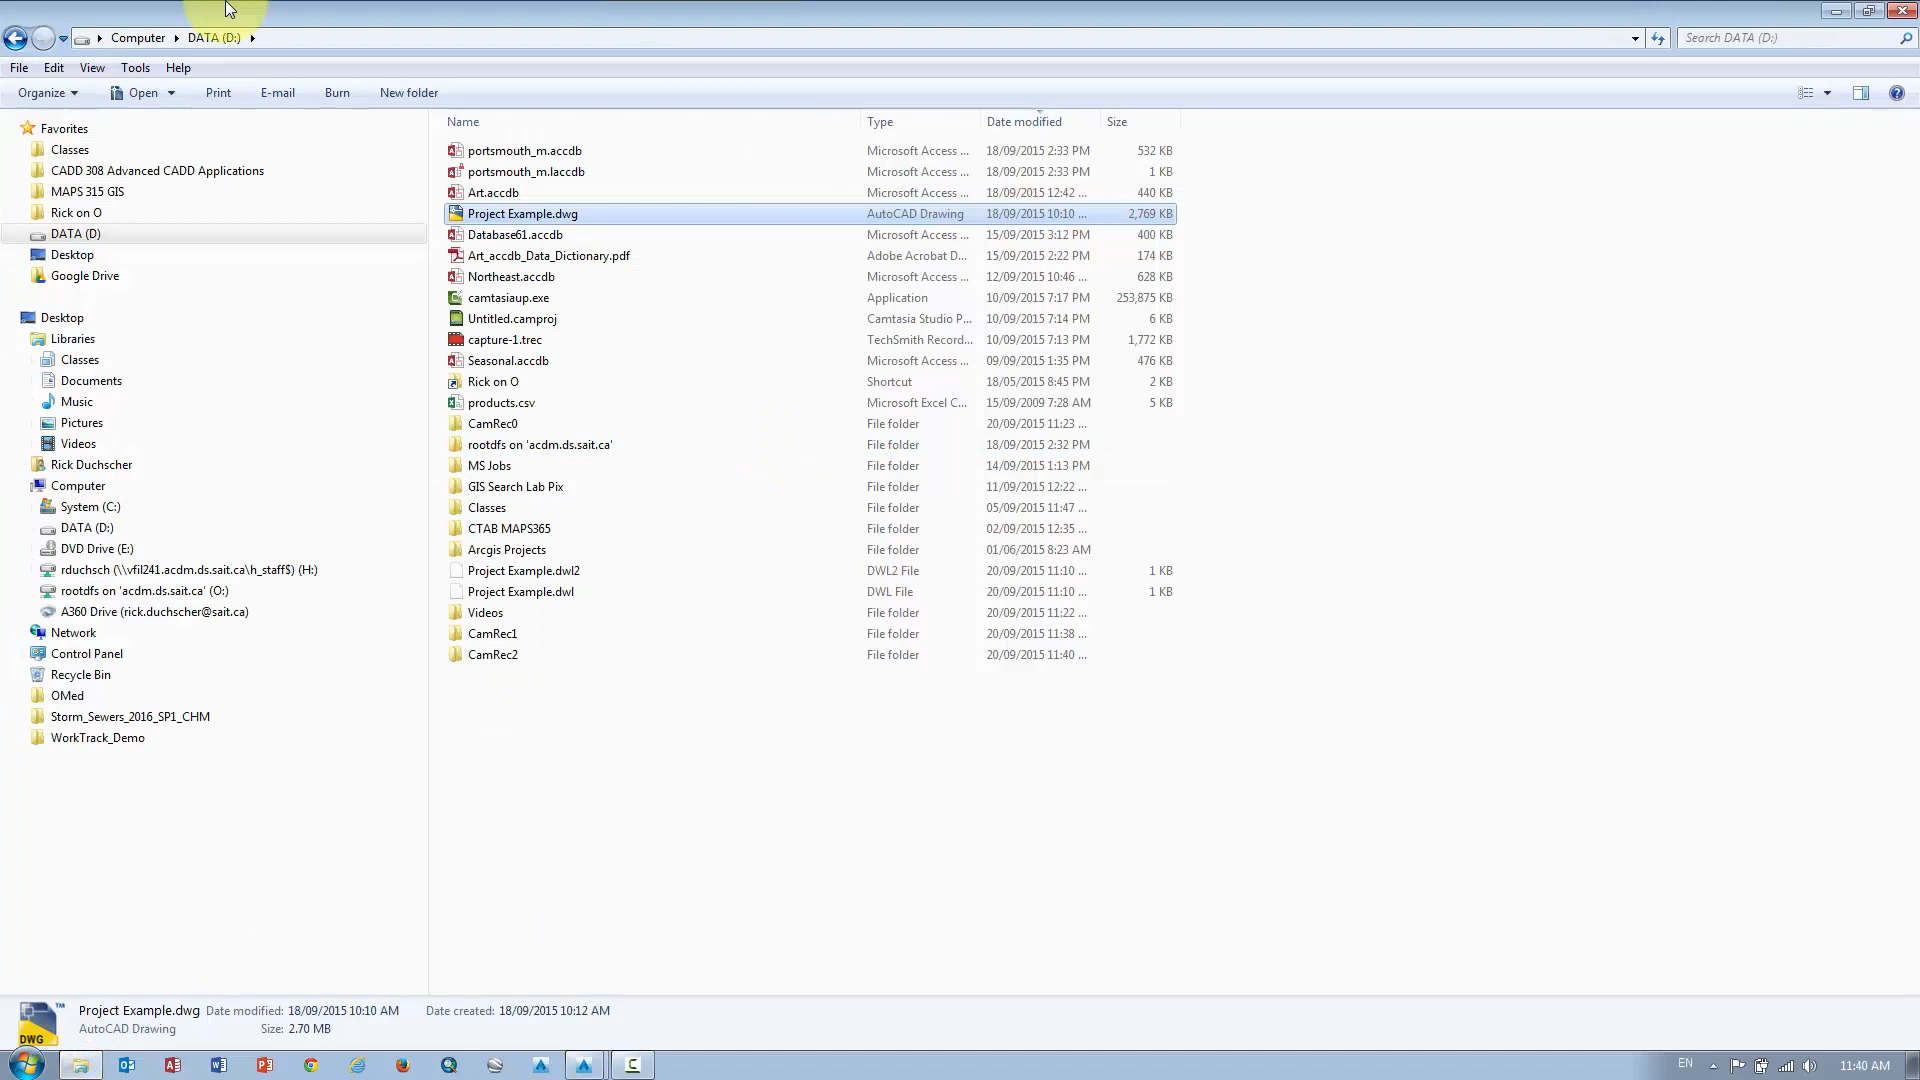 Computer DATA (D:) Search DATA (D:)
File Edit View Tools Help
Organize Open Print E-mail Burn New folder
Name Type Date modified Size
Favorites
Classes
CADD 308 Advanced CADD Applications
MAPS 315 GIS
Rick on O
DATA (D)
Desktop
Google Drive
Desktop
Libraries
Classes
Documents
Music
Pictures
Videos
Rick Duchscher
Computer
System (C:)
DATA (D:)
DVD Drive (E:)
rduchsch (\\vfil241.acdm.ds.sait.ca\h_staff$) (H:)
rootdfs on 'acdm.ds.sait.ca' (O:)
A360 Drive (rick.duchscher@sait.ca)
Network
Control Panel
Recycle Bin
OMed
Storm_Sewers_2016_SP1_CHM
WorkTrack_Demo
portsmouth_m.accdb Microsoft Access ... 18/09/2015 2:33 PM 532 KB
portsmouth_m.laccdb Microsoft Access ... 18/09/2015 2:33 PM 1 KB
Art.accdb Microsoft Access ... 18/09/2015 12:42 ... 440 KB
Project Example.dwg AutoCAD Drawing 18/09/2015 10:10 ... 2,769 KB
Database61.accdb Microsoft Access ... 15/09/2015 3:12 PM 400 KB
Art_accdb_Data_Dictionary.pdf Adobe Acrobat D... 15/09/2015 2:22 PM 174 KB
Northeast.accdb Microsoft Access ... 12/09/2015 10:46 ... 628 KB
camtasiaup.exe Application 10/09/2015 7:17 PM 253,875 KB
Untitled.camproj Camtasia Studio P... 10/09/2015 7:14 PM 6 KB
capture-1.trec TechSmith Record... 10/09/2015 7:13 PM 1,772 KB
Seasonal.accdb Microsoft Access ... 09/09/2015 1:35 PM 476 KB
Rick on O Shortcut 18/05/2015 8:45 PM 2 KB
products.csv Microsoft Excel C... 15/09/2009 7:28 AM 5 KB
CamRec0 File folder 20/09/2015 11:23 ...
rootdfs on 'acdm.ds.sait.ca' File folder 18/09/2015 2:32 PM
MS Jobs File folder 14/09/2015 1:13 PM
GIS Search Lab Pix File folder 11/09/2015 12:22 ...
Classes File folder 05/09/2015 11:47 ...
CTAB MAPS365 File folder 02/09/2015 12:35 ...
Arcgis Projects File folder 01/06/2015 8:23 AM
Project Example.dwl2 DWL2 File 20/09/2015 11:10 ... 1 KB
Project Example.dwl DWL File 20/09/2015 11:10 ... 1 KB
Videos File folder 20/09/2015 11:22 ...
CamRec1 File folder 20/09/2015 11:38 ...
CamRec2 File folder 20/09/2015 11:40 ...
Project Example.dwg Date modified: 18/09/2015 10:10 AM Date created: 18/09/2015 10:12 AM
AutoCAD Drawing Size: 2.70 MB
DWG
EN 11:40 AM